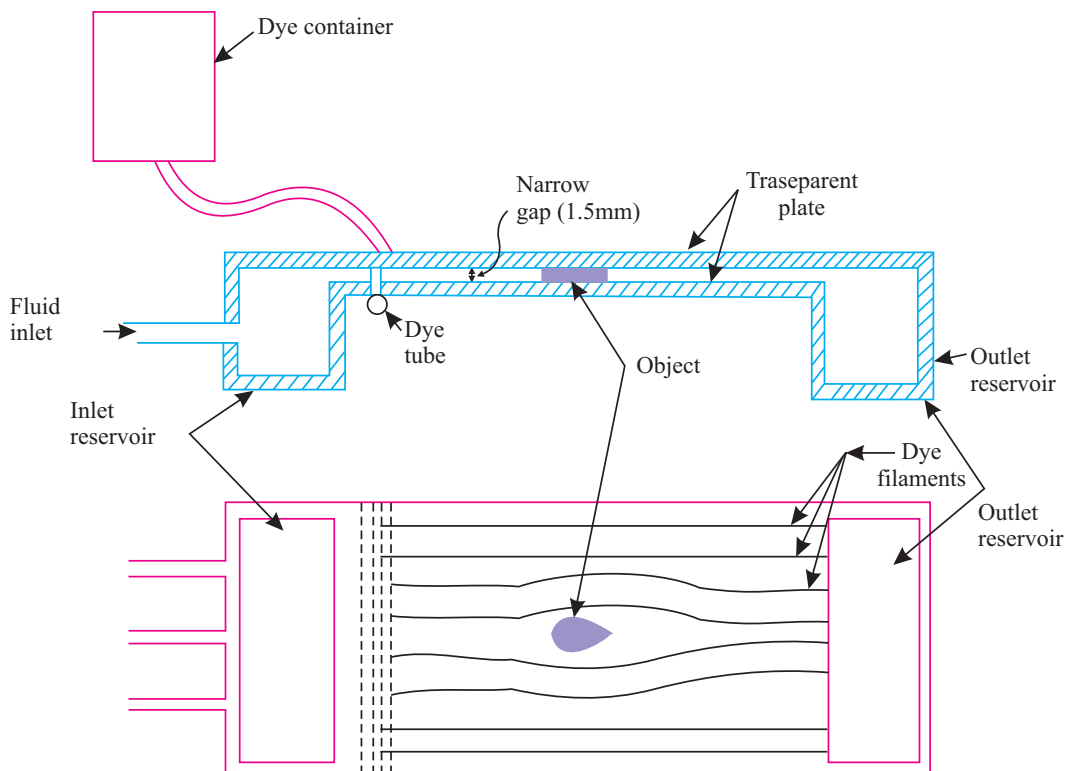 Dye container
Narrow
gap (1.5mm)
Traseparent
plate
Fluid
inlet
Dye
tube
Object
Outlet
reservoir
Inlet
reservoir
Dye
filaments
Outlet
reservoir